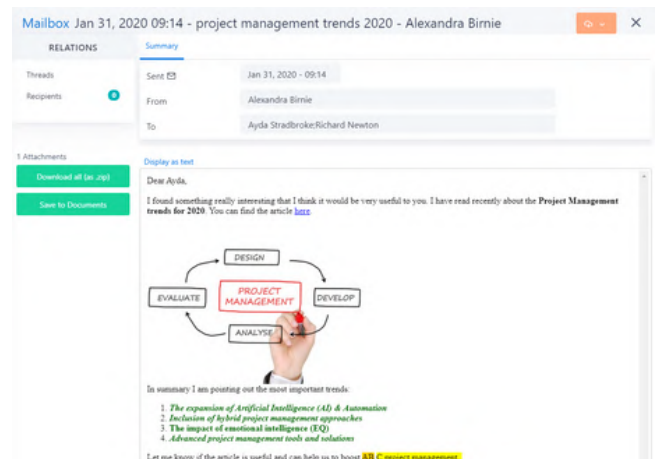 Mailbox Jan 31, 2020 09:14 - project management trends 2020 - Alexandra Birnie
RELATIONS
Threads
Recipients 0
1 Attachments
Download all (as .zip)
Save to Documents
Summary
Sent Jan 31, 2020 - 09:14
From Alexandra Birnie
To Ayda Stradbroke;Richard Newton
Display as text
Dear Ayda,
I found something really interesting that I think it would be very useful to you. I have read recently about the Project Management
trends for 2020. You can find the article here.
DESIGN
EVALUATE
PROJECT
MANAGEMENT
DEVELOP
ANALYSE
In summary I am pointing out the most important trends:
1. The expansion of Artificial Intelligence (AI) & Automation
2. Inclusion of hybrid project management approaches
3. The impact of emotional intelligence (EQ)
4. Advanced project management tools and solutions
Let me know if the article is useful and can help us to boost AB C project management.